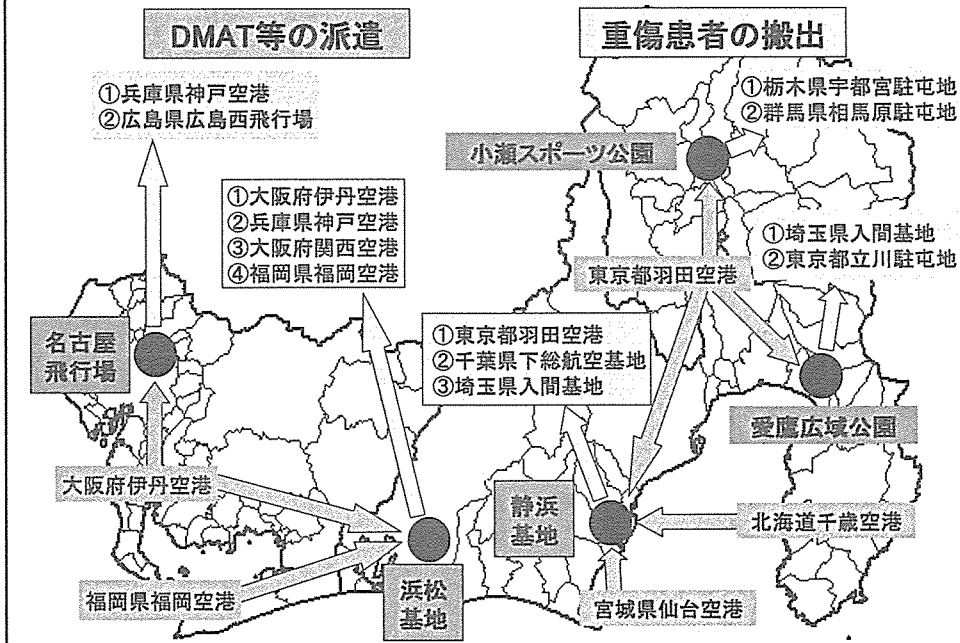 DMAT等の派遣
重傷患者の搬出
①兵庫県神戸空港
②広島県広島西飛行場
①栃木県宇都宮駐屯地
②群馬県相馬原駐屯地
小瀬スポーツ公園
①大阪府伊丹空港
②兵庫県神戸空港
③大阪府関西空港
④福岡県福岡空港
①埼玉県入間基地
②東京都立川駐屯地
東京都羽田空港
名古屋
飛行場
①東京都羽田空港
②千葉県下総航空基地
③埼玉県入間基地
愛鷹広域公園
大阪府伊丹空港
静浜
基地
北海道千歳空港
福岡県福岡空港
浜松
基地
宮城県仙台空港